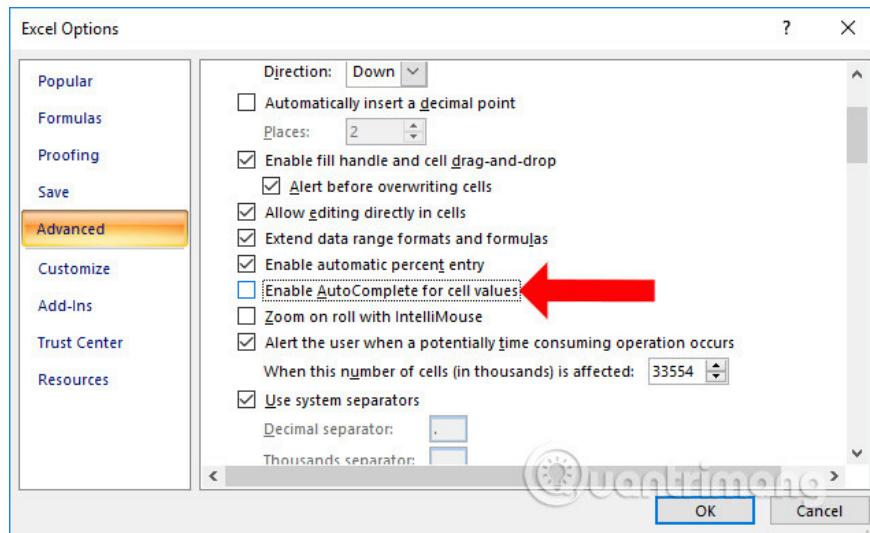 Excel Options
?
Popular
Formulas
Proofing
Save
Advanced
Customize
Add-Ins
Trust Center
Resources
Direction: Down
Automatically insert a decimal point
Places: 2
Enable fill handle and cell drag-and-drop
Alert before overwriting cells
Allow editing directly in cells
Extend data range formats and formulas
Enable automatic percent entry
Enable AutoComplete for cell values
Zoom on roll with IntelliMouse
Alert the user when a potentially time consuming operation occurs
When this number of cells (in thousands) is affected: 33554
Use system separators
Decimal separator: .
Thousands separator:
Quantrimang
OK Cancel